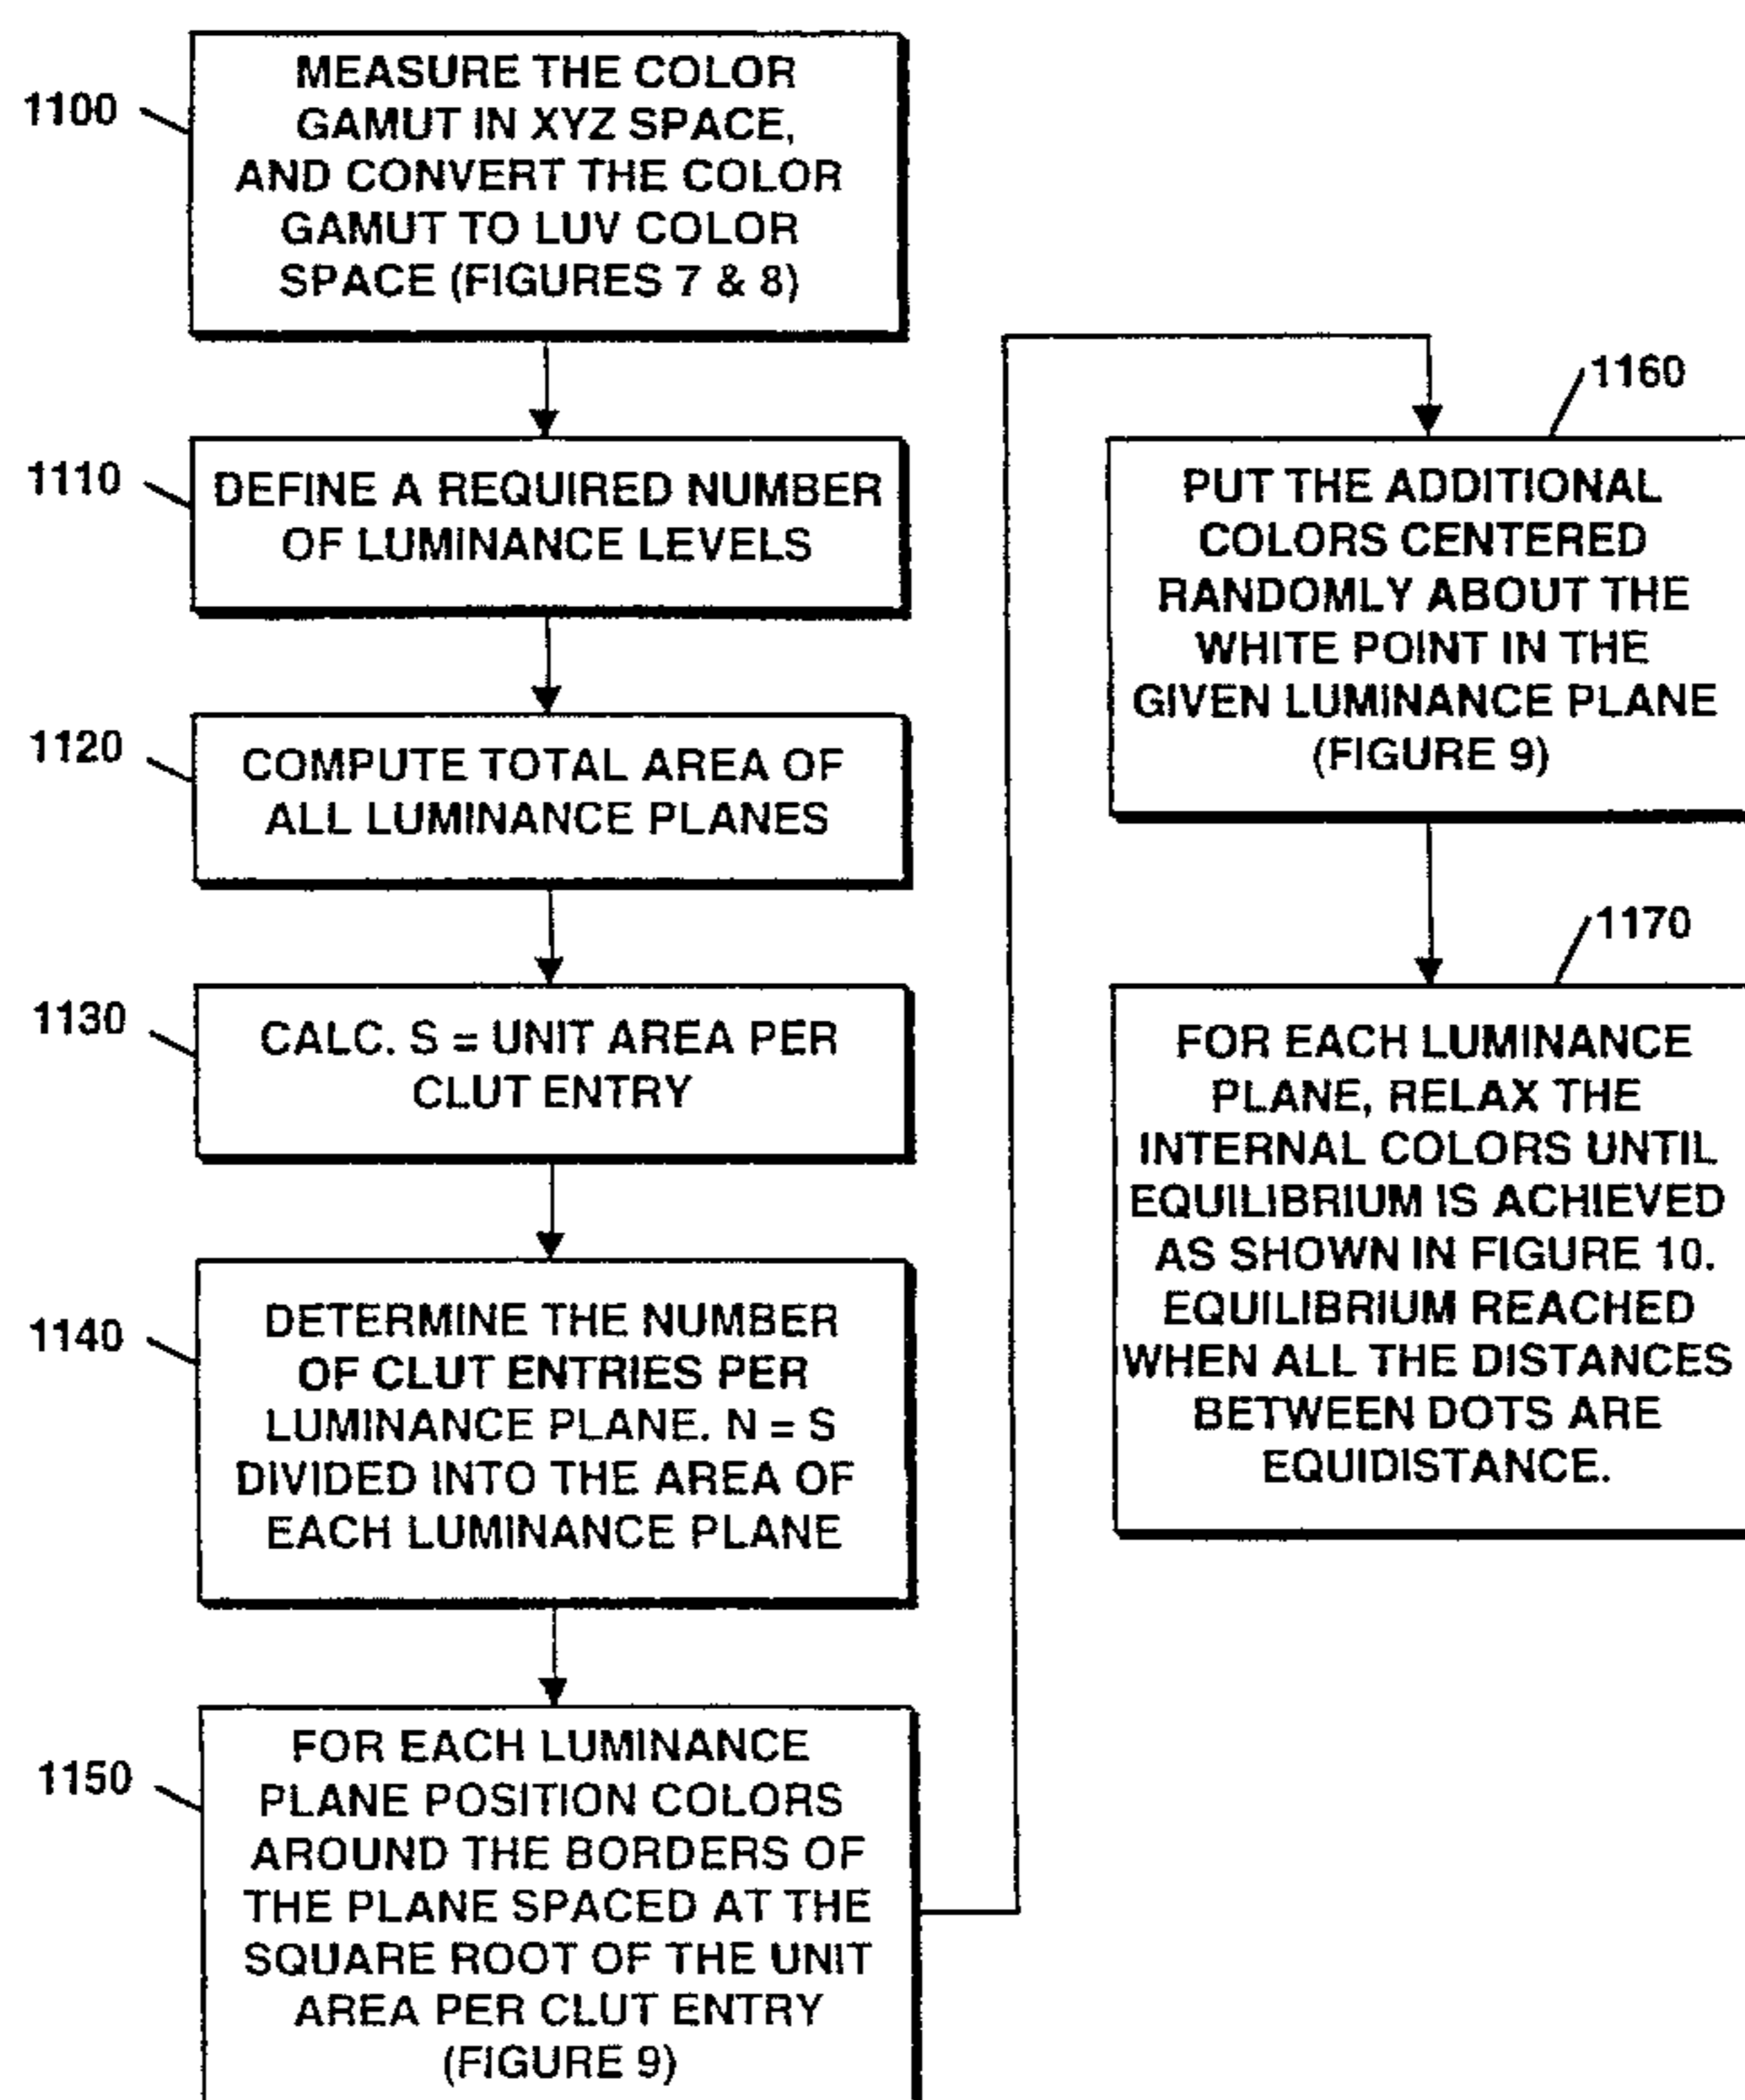 1100
MEASURE THE COLOR
GAMUT IN XYZ SPACE,
AND CONVERT THE COLOR
GAMUT TO LUV COLOR
SPACE (FIGURES 7 & 8)
1110
DEFINE A REQUIRED NUMBER
OF LUMINANCE LEVELS
1120
COMPUTE TOTAL AREA OF
ALL LUMINANCE PLANES
1130
CALC. S = UNIT AREA PER
CLUT ENTRY
1140
DETERMINE THE NUMBER
OF CLUT ENTRIES PER
LUMINANCE PLANE. N = S
DIVIDED INTO THE AREA OF
EACH LUMINANCE PLANE
1150
FOR EACH LUMINANCE
PLANE POSITION COLORS
AROUND THE BORDERS OF
THE PLANE SPACED AT THE
SQUARE ROOT OF THE UNIT
AREA PER CLUT ENTRY
(FIGURE 9)
1160
PUT THE ADDITIONAL
COLORS CENTERED
RANDOMLY ABOUT THE
WHITE POINT IN THE
GIVEN LUMINANCE PLANE
(FIGURE 9)
1170
FOR EACH LUMINANCE
PLANE, RELAX THE
INTERNAL COLORS UNTIL
EQUILIBRIUM IS ACHIEVED
AS SHOWN IN FIGURE 10.
EQUILIBRIUM REACHED
WHEN ALL THE DISTANCES
BETWEEN DOTS ARE
EQUIDISTANCE.